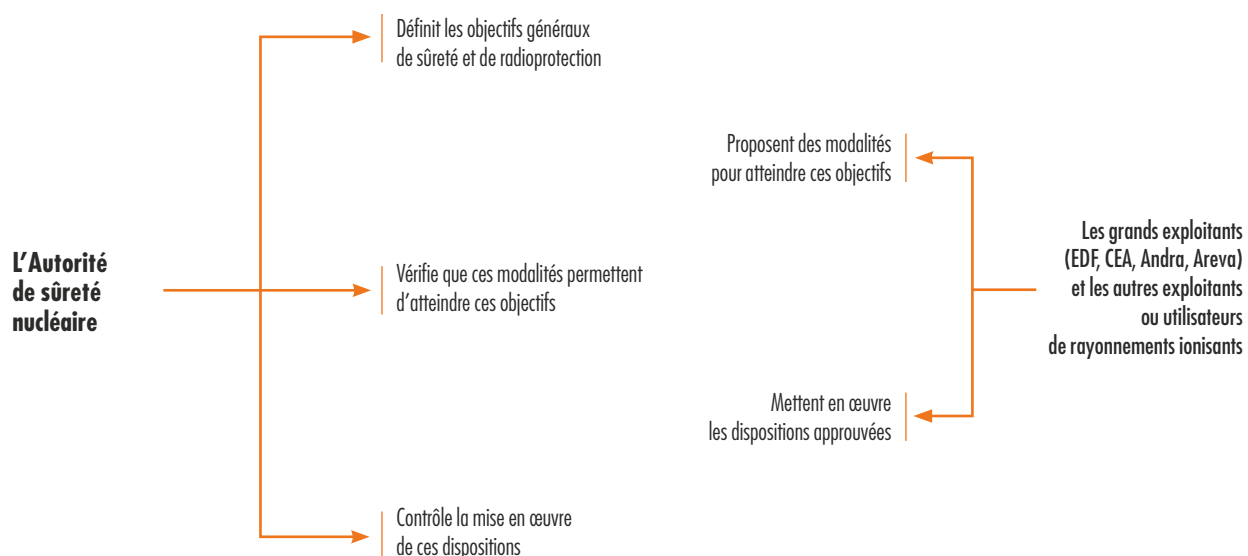 Définit les objectifs généraux
de sûreté et de radioprotection
Proposent des modalités
pour atteindre ces objectifs
L'Autorité
de sûreté
nucléaire
Vérifie que ces modalités permettent
d'atteindre ces objectifs
Les grands exploitants
(EDF, CEA, Andra, Areva)
et les autres exploitants
ou utilisateurs
de rayonnements ionisants
Mettent en œuvre
les dispositions approuvées
Contrôle la mise en œuvre
de ces dispositions